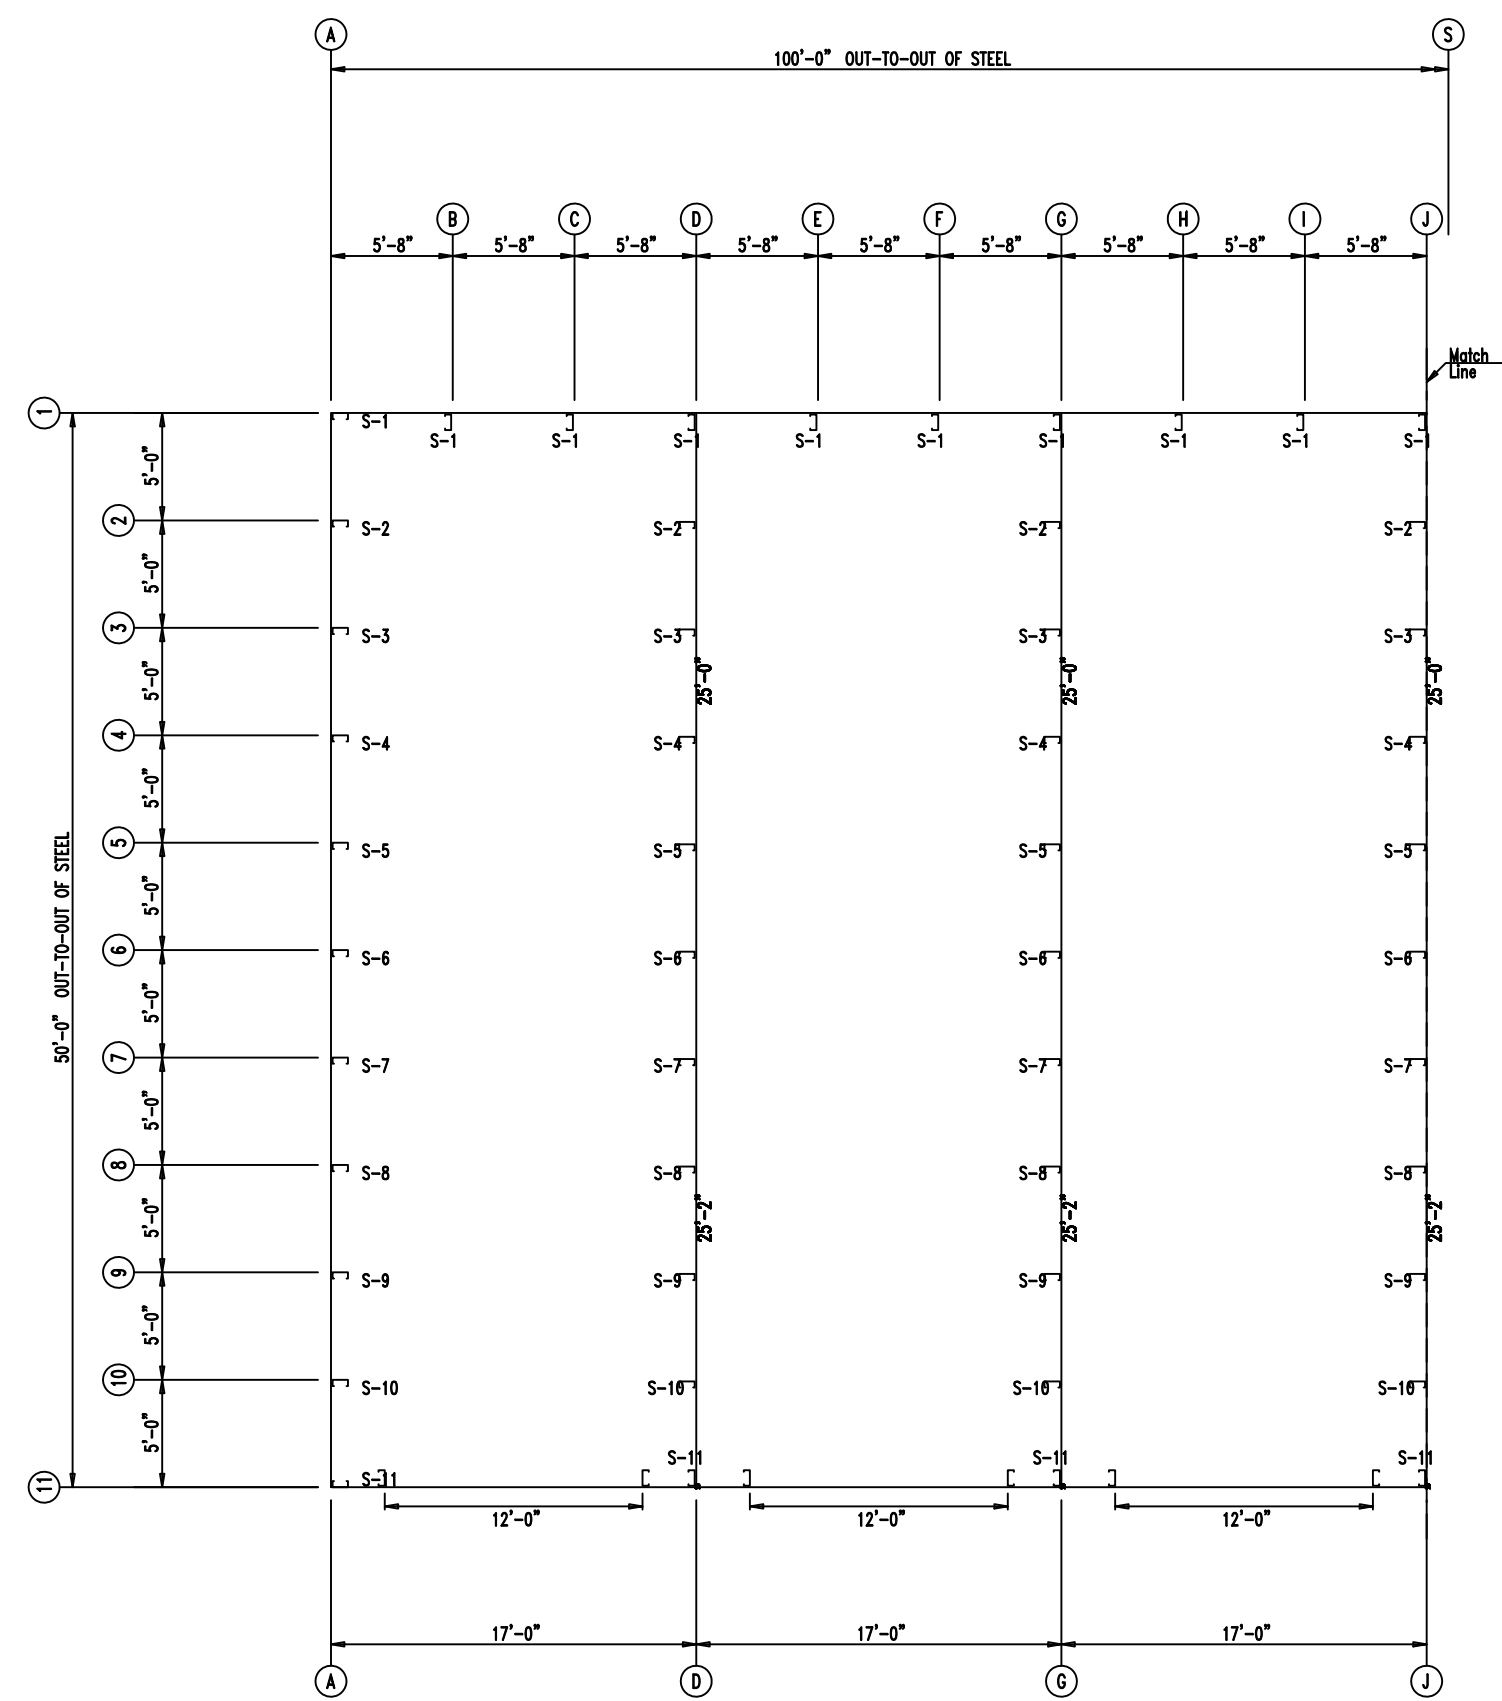 A S
100'-0" OUT-TO-OUT OF STEEL
B C D E F G H I J
5'-8" 5'-8" 5'-8" 5'-8" 5'-8" 5'-8" 5'-8" 5'-8" 5'-8"
Match
Line
1
S-1
S-1 S-1 S-1 S-1 S-1 S-1 S-1 S-1 S-1
5'-0"
2 S-2 S-2 S-2 S-2
5'-0"
3 S-3 S-3 S-3 S-3
5'-0" 25'-0" 25'-0" 25'-0"
4 S-4 S-4 S-4 S-4
5'-0"
5 S-5 S-5 S-5 S-5
5'-0"
50'-0" OUT-TO-OUT OF STEEL
6 S-6 S-6 S-6 S-6
5'-0"
7 S-7 S-7 S-7 S-7
5'-0"
8 S-8 S-8 S-8 S-8
5'-0" 25'-2" 25'-2" 25'-2"
9 S-9 S-9 S-9 S-9
5'-0"
10 S-10 S-10 S-10 S-10
5'-0"
S-11 S-11 S-11
11 S-11
12'-0" 12'-0" 12'-0"
17'-0" 17'-0" 17'-0"
A D G J